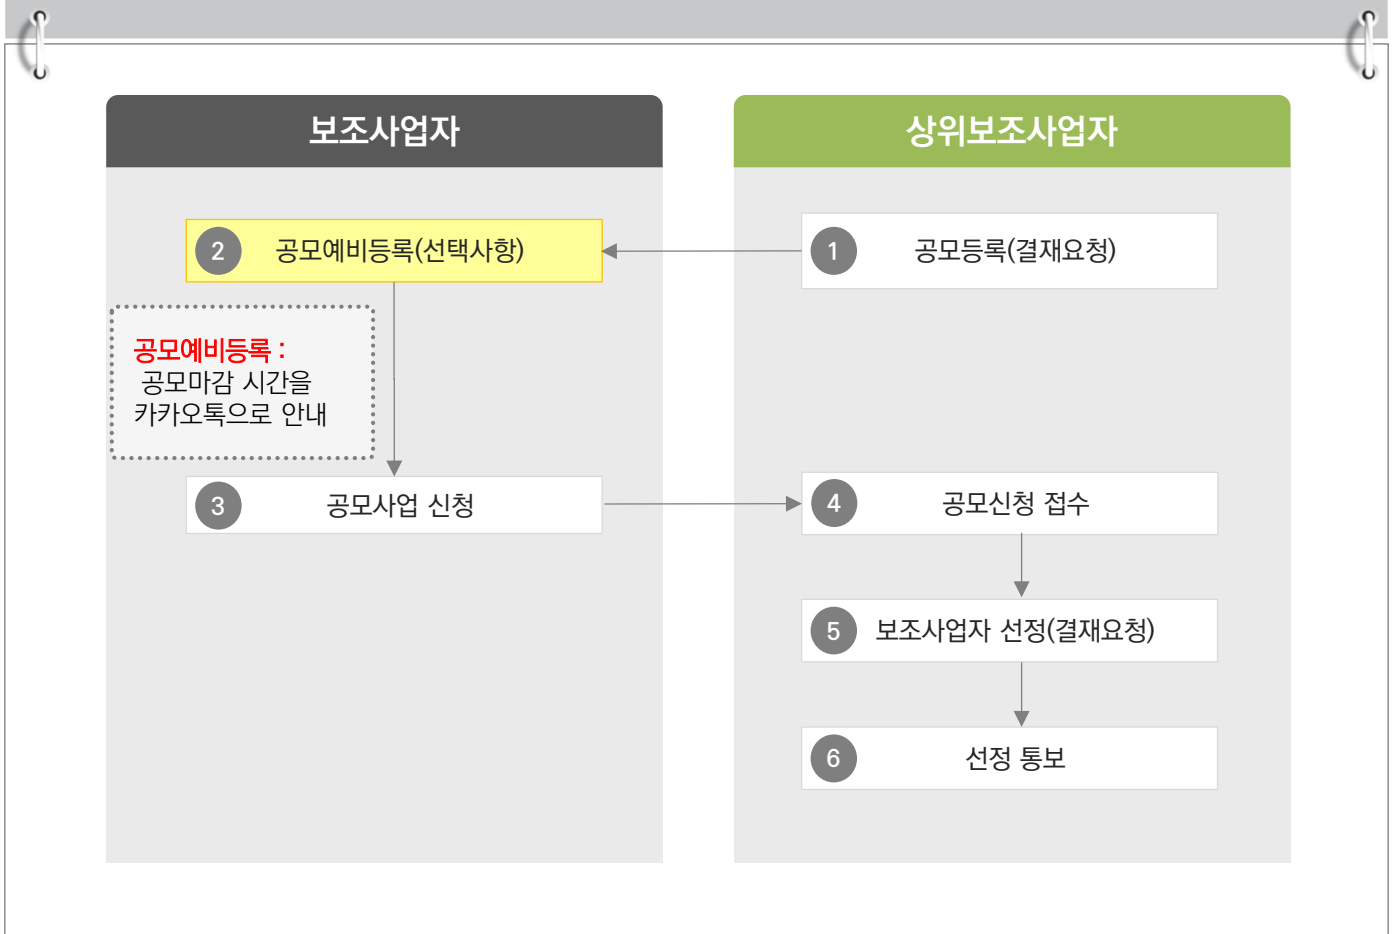 보조사업자
상위보조사업자
2 공모예비등록(선택사항)
1 공모등록(결재요청)
공모예비등록 :
공모마감 시간을
카카오톡으로 안내
3 공모사업 신청
4 공모신청 접수
5 보조사업자 선정(결재요청)
6 선정 통보